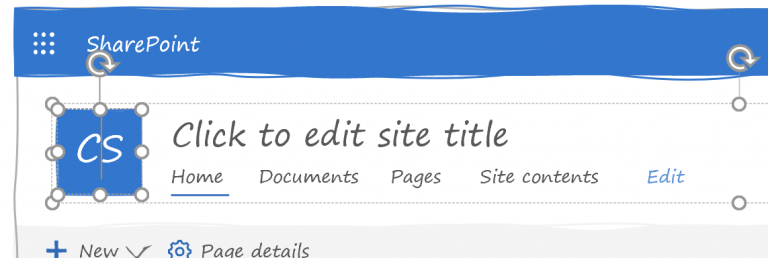 SharePoint
CS
Click to edit site title
Home Documents Pages Site contents Edit
New Page details